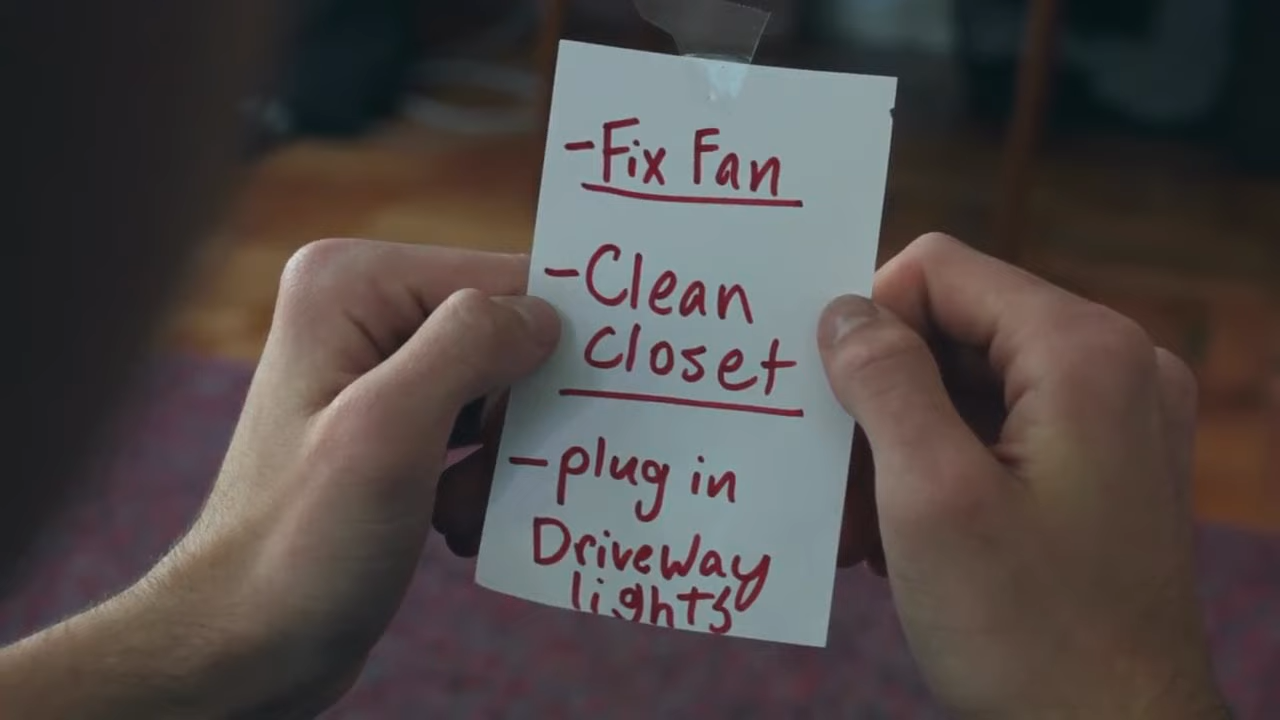 -Fix Fan
-Clean
Closet
-plug in
DriveWay
lights